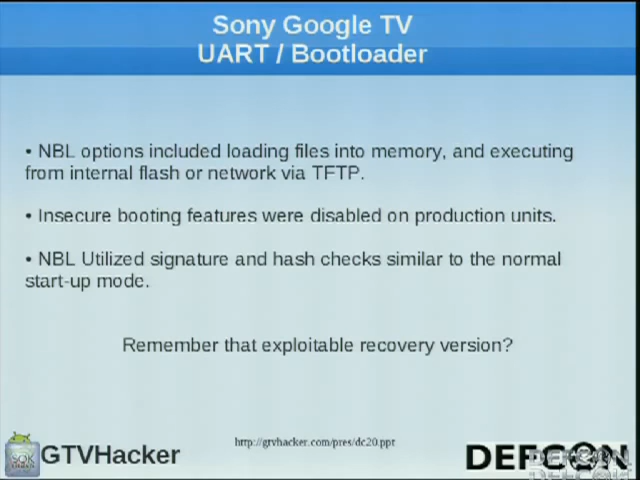 Sony Google TV
UART / Bootloader
• NBL options included loading files into memory, and executing
from internal flash or network via TFTP.
• Insecure booting features were disabled on production units.
• NBL Utilized signature and hash checks similar to the normal
start-up mode.
Remember that exploitable recovery version?
http://gtvhacker.com/pres/dc20.ppt
GTVHacker
DEFCON
DEFCON
DEFCON